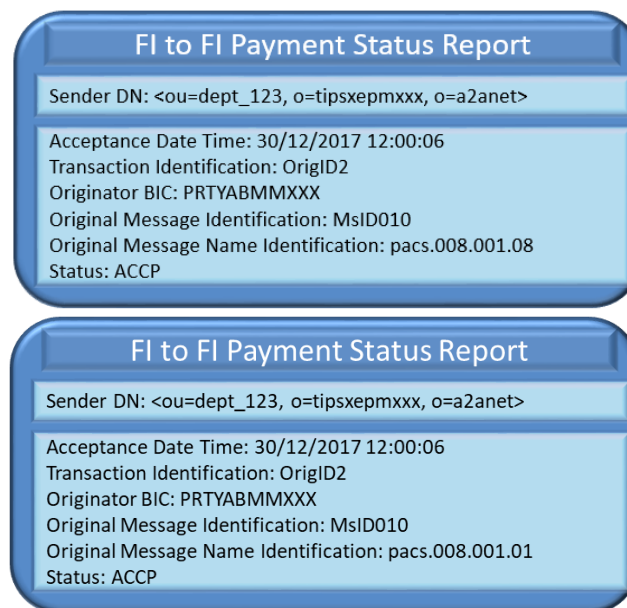 FI to FI Payment Status Report
Sender DN: <ou=dept_123, o=tipsxepmxxx, o=a2anet>
Acceptance Date Time: 30/12/2017 12:00:06
Transaction Identification: OrigID2
Originator BIC: PRTYABMMXXX
Original Message Identification: MsID010
Original Message Name Identification: pacs.008.001.08
Status: ACCP
FI to FI Payment Status Report
Sender DN: <ou=dept_123, o=tipsxepmxxx, o=a2anet>
Acceptance Date Time: 30/12/2017 12:00:06
Transaction Identification: OrigID2
Originator BIC: PRTYABMMXXX
Original Message Identification: MsID010
Original Message Name Identification: pacs.008.001.01
Status: ACCP